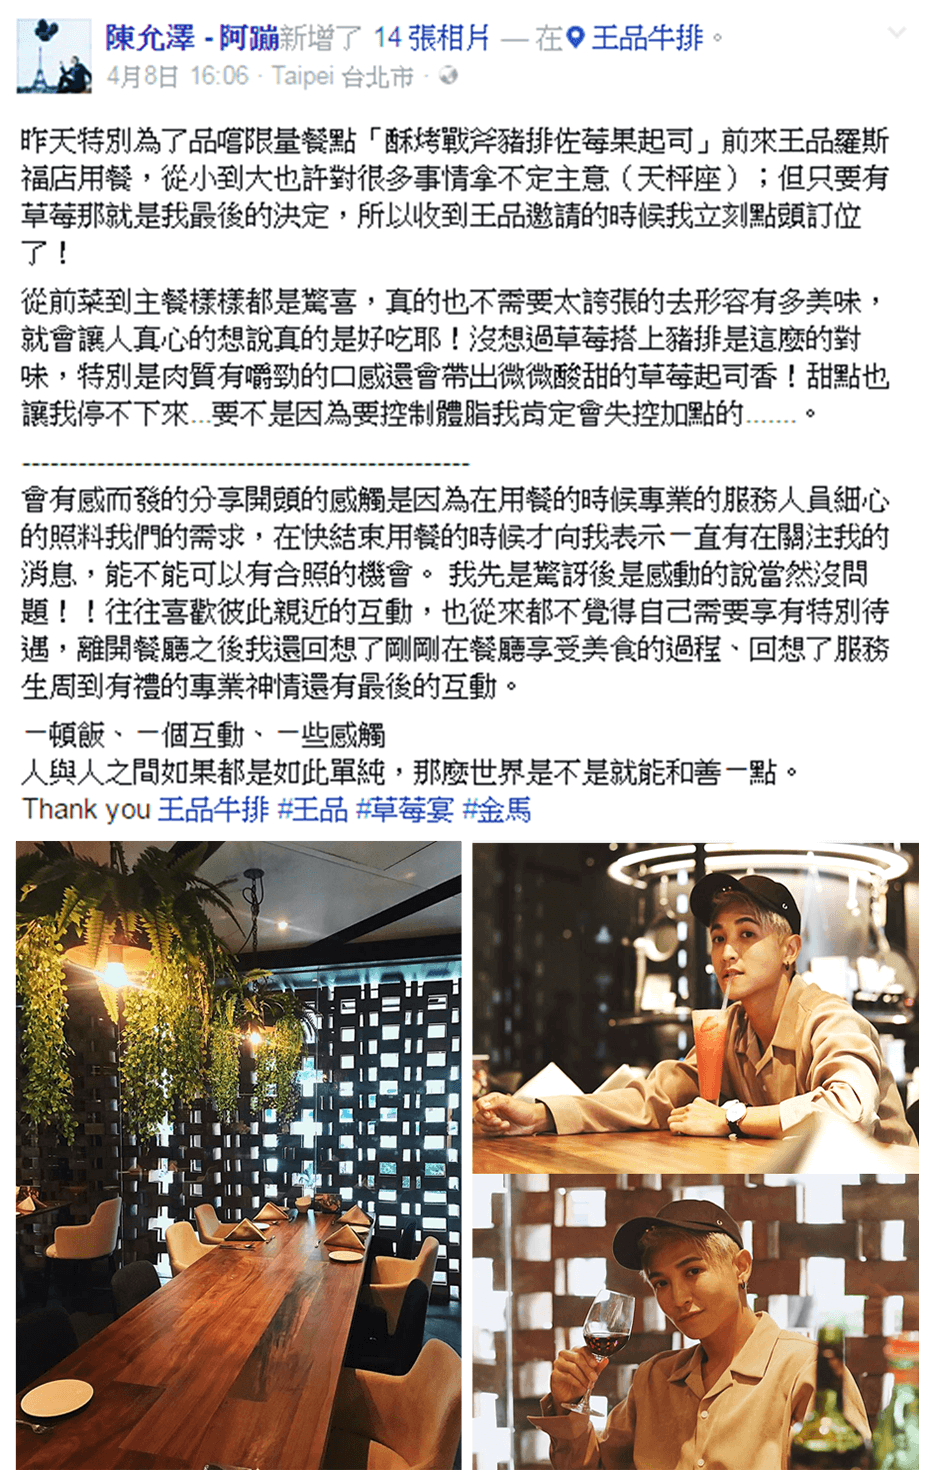 陳允澤 - 阿蹦新增了 14 張相片 — 在 王品牛排。
4月8日 16:06 · Taipei 台北市 ·
昨天特別為了品嚐限量餐點「酥烤戰斧豬排佐莓果起司」前來王品羅斯
福店用餐，從小到大也許對很多事情拿不定主意（天枰座）；但只要有
草莓那就是我最後的決定，所以收到王品邀請的時候我立刻點頭訂位
了！
從前菜到主餐樣樣都是驚喜，真的也不需要太誇張的去形容有多美味，
就會讓人真心的想說真的是好吃耶！沒想過草莓搭上豬排是這麼的對
味，特別是肉質有嚼勁的口感還會帶出微微酸甜的草莓起司香！甜點也
讓我停不下來...要不是因為要控制體脂我肯定會失控加點的.......。
------------------------------------------------
會有感而發的分享開頭的感觸是因為在用餐的時候專業的服務人員細心
的照料我們的需求，在快結束用餐的時候才向我表示一直有在關注我的
消息，能不能可以有合照的機會。 我先是驚訝後是感動的說當然沒問
題！！往往喜歡彼此親近的互動，也從來都不覺得自己需要享有特別待
遇，離開餐廳之後我還回想了剛剛在餐廳享受美食的過程、回想了服務
生周到有禮的專業神情還有最後的互動。
一頓飯、一個互動、一些感觸
人與人之間如果都是如此單純，那麼世界是不是就能和善一點。
Thank you 王品牛排 #王品 #草莓宴 #金馬